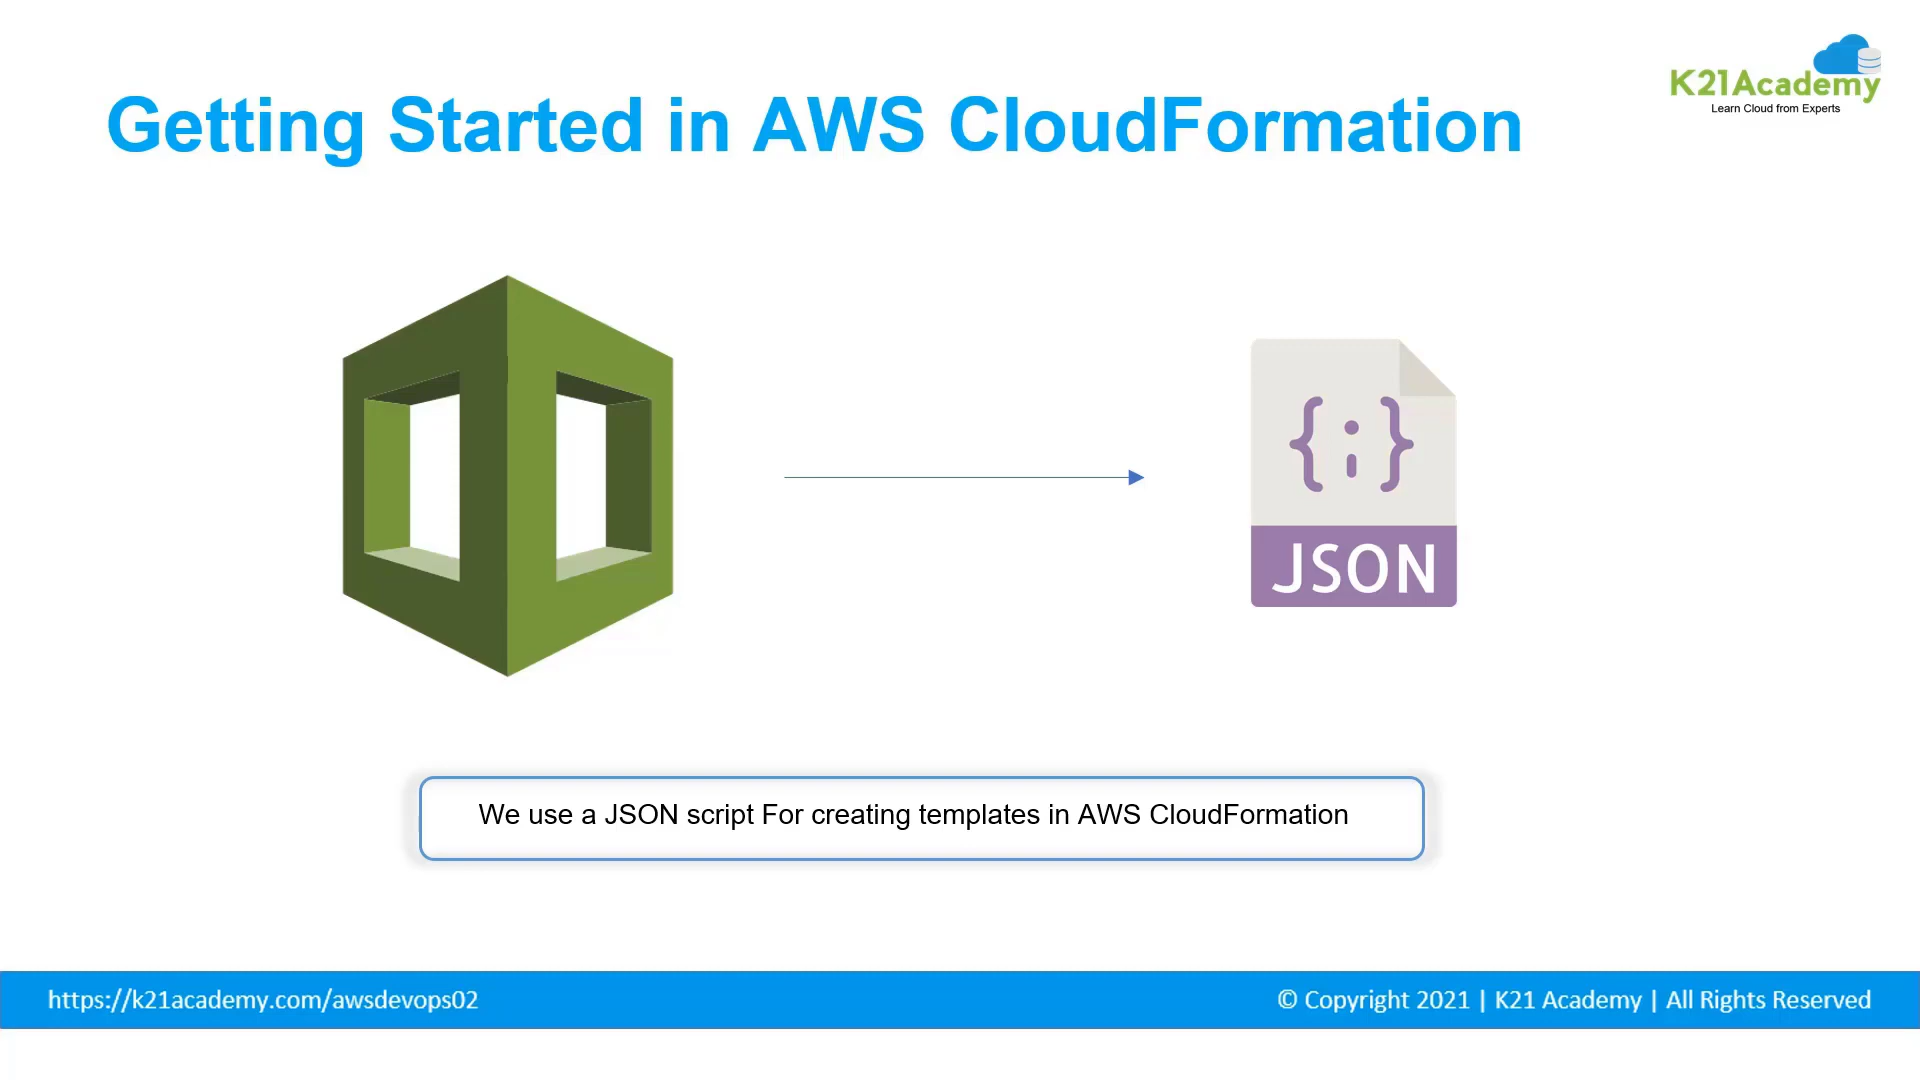 K21Academy
Learn Cloud from Experts
Getting Started in AWS CloudFormation
{;}
JSON
We use a JSON script For creating templates in AWS CloudFormation
https://k21academy.com/awsdevops02
© Copyright 2021 | K21 Academy | All Rights Reserved